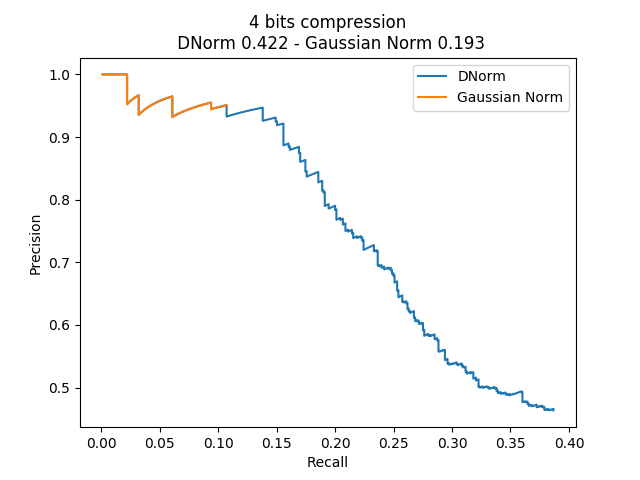 4 bits compression
DNorm 0.422 - Gaussian Norm 0.193
DNorm
Gaussian Norm
1.0
0.9
0.8
0.7
0.6
0.5
Precision
0.00 0.05 0.10 0.15 0.20 0.25 0.30 0.35 0.40
Recall